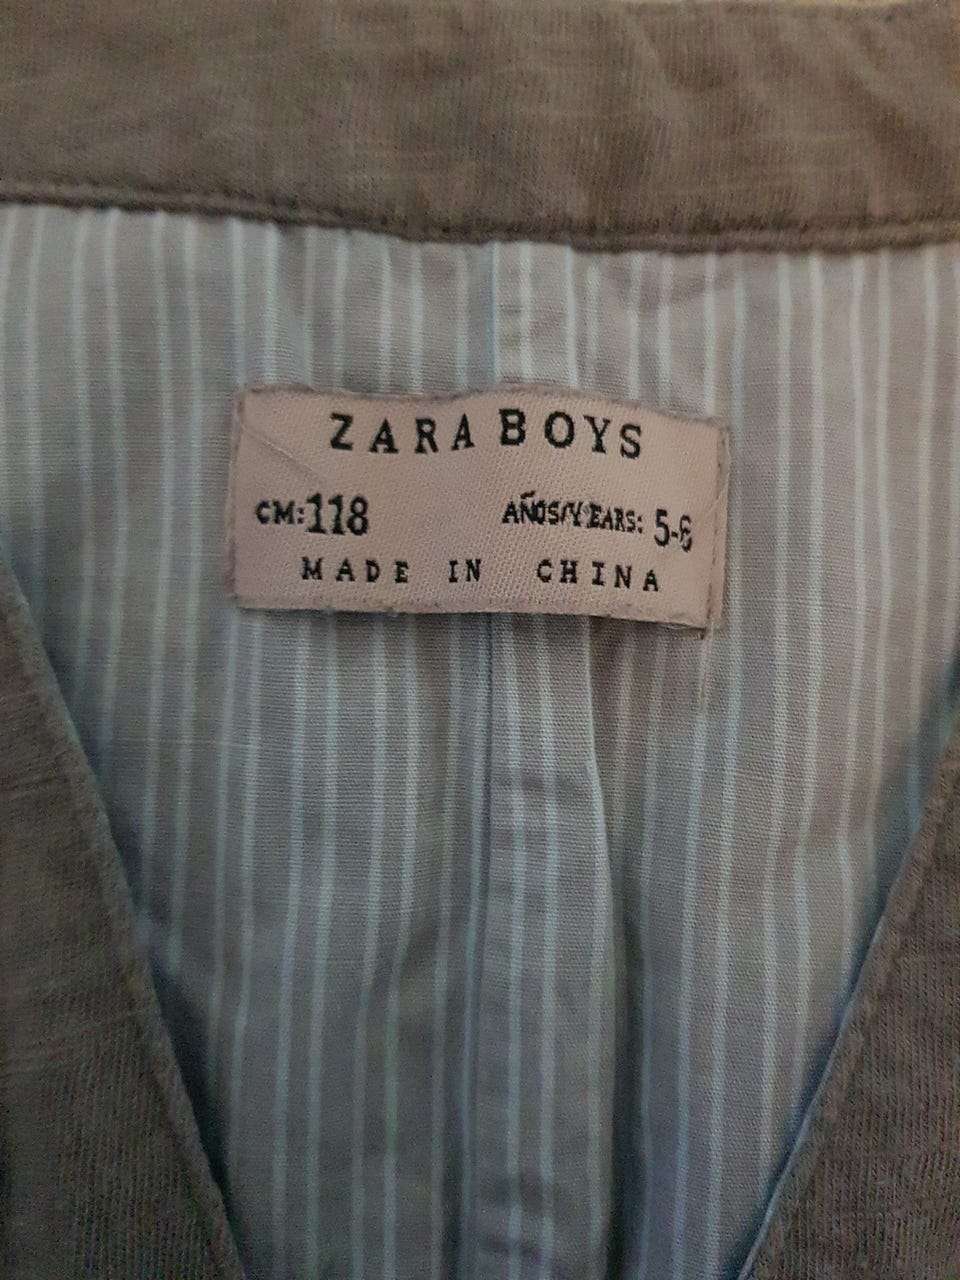 ZARA BOYS
CM:118 AÑOS/YEARS: 5-6
MADE IN CHINA